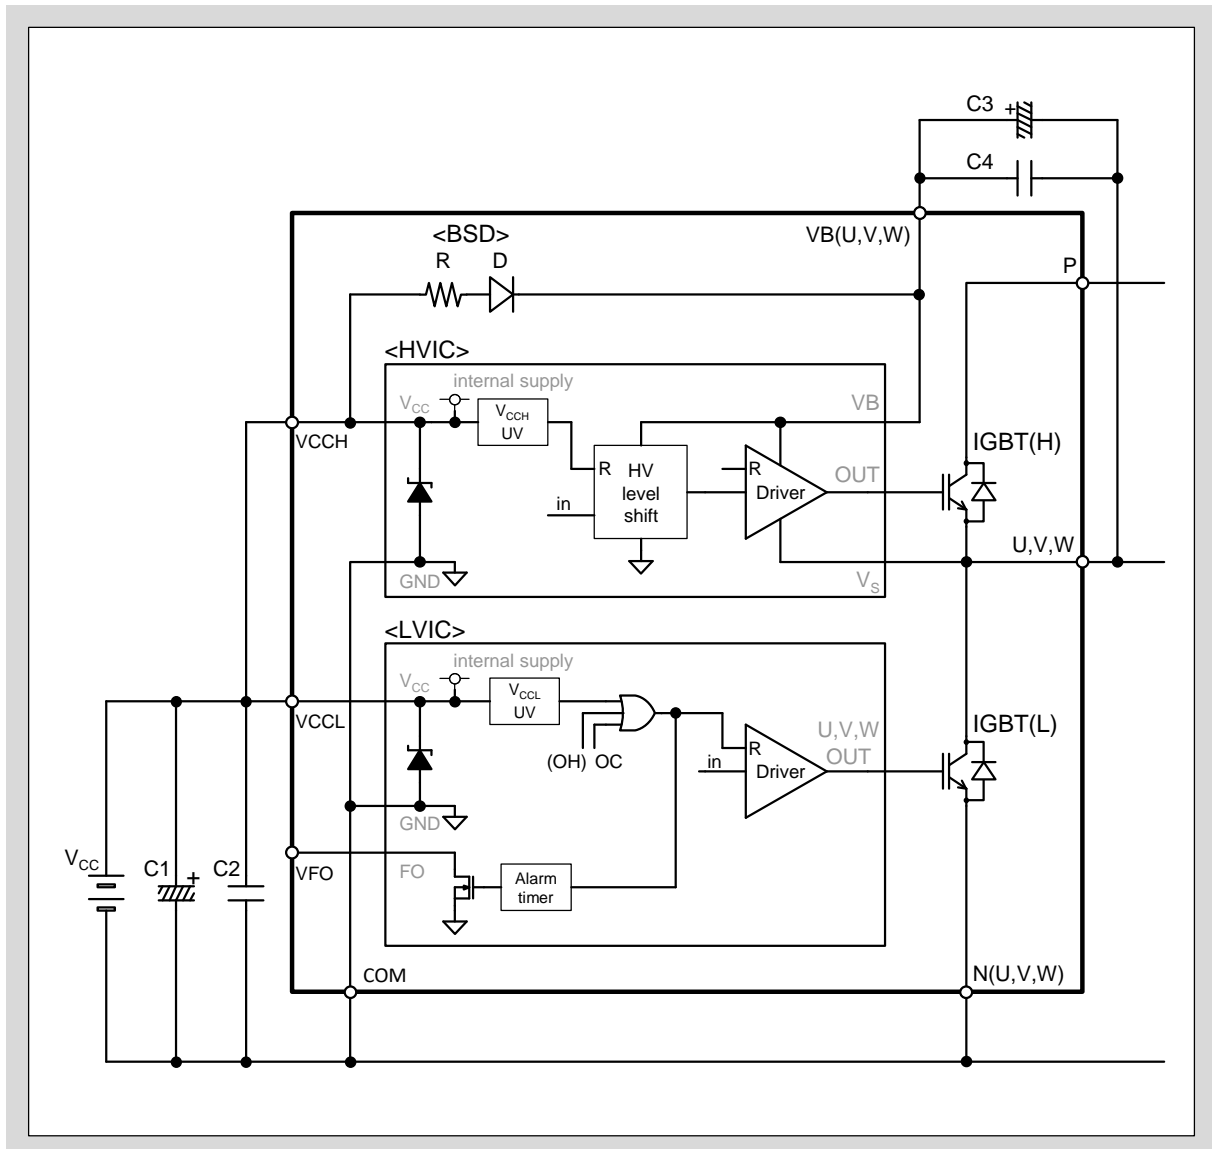 C3 +
C4
VB(U,V,W)
<BSD>
R D
P
<HVIC>
internal supply
VCC
VCCH
UV
VB
VCCH
IGBT(H)
R HV
level
shift
in
R
Driver
OUT
U,V,W
GND
VS
<LVIC>
internal supply
VCC
VCCL
UV
VCCL
(OH) OC
U,V,W
OUT
IGBT(L)
R
in
Driver
GND
VCC
C1 +
C2
VFO
FO
Alarm
timer
COM
N(U,V,W)